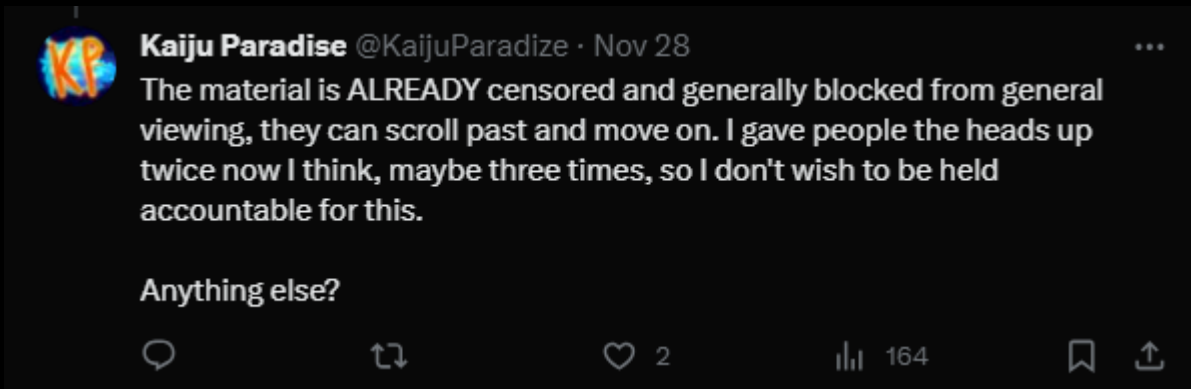 KP
Kaiju Paradise @KaijuParadize · Nov 28
The material is ALREADY censored and generally blocked from general
viewing, they can scroll past and move on. I gave people the heads up
twice now I think, maybe three times, so I don't wish to be held
accountable for this.
Anything else?
2 164